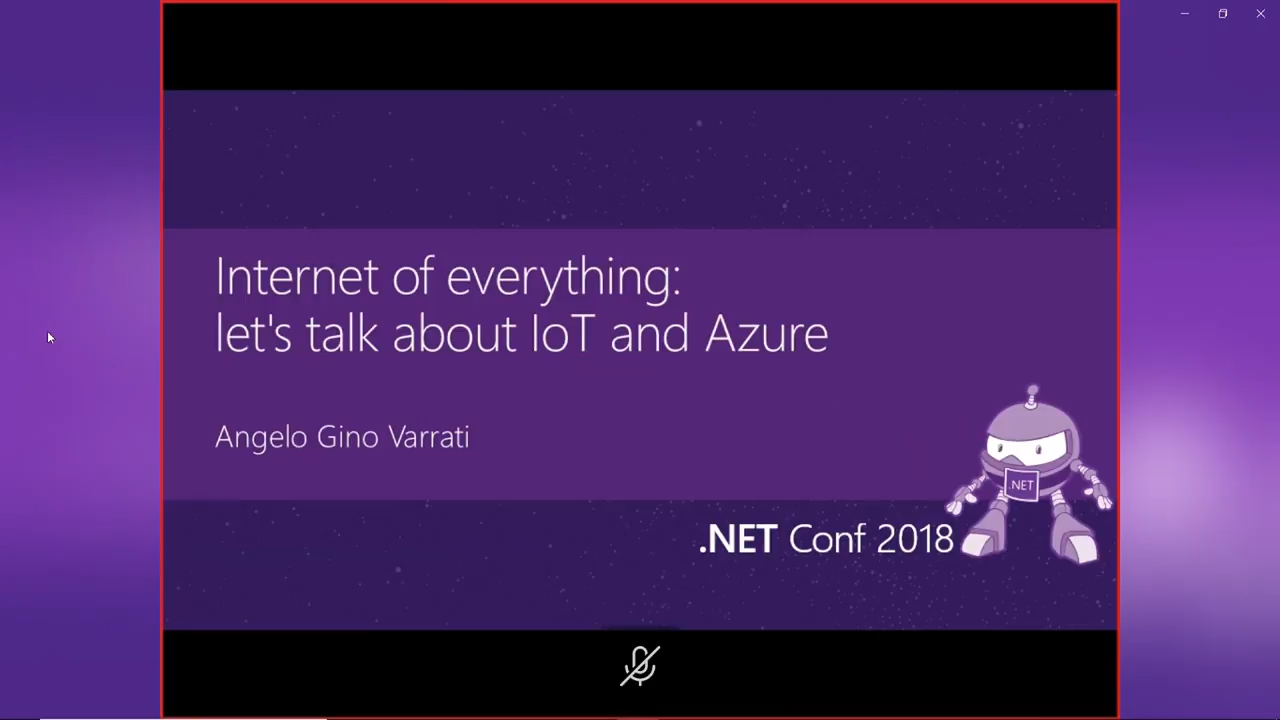 Internet of everything:
let's talk about IoT and Azure
Angelo Gino Varrati
.NET
.NET Conf 2018